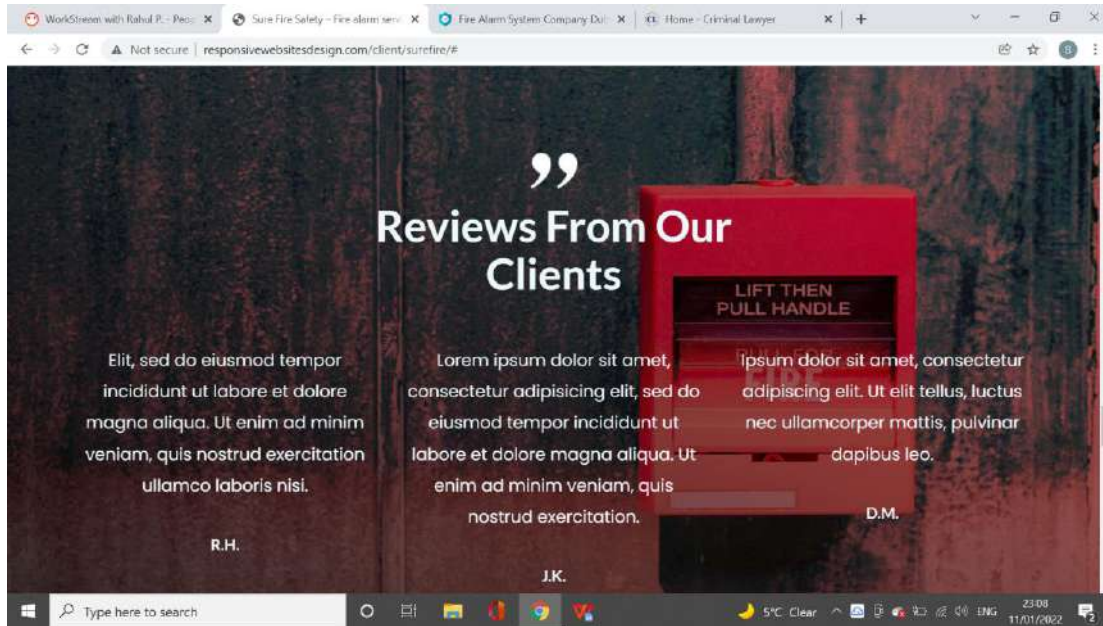 WorkStream with Rahul P. - Peop
Sure Fire Safety – Fire alarm serv
Fire Alarm System Company Dub
CL Home - Criminal Lawyer
Not secure | responsivewebsitesdesign.com/client/surefire/#
”
Reviews From Our
Clients
LIFT THEN
PULL HANDLE
FIRE
Elit, sed do eiusmod tempor
incididunt ut labore et dolore
magna aliqua. Ut enim ad minim
veniam, quis nostrud exercitation
ullamco laboris nisi.
R.H.
Lorem ipsum dolor sit amet,
consectetur adipisicing elit, sed do
eiusmod tempor incididunt ut
labore et dolore magna aliqua. Ut
enim ad minim veniam, quis
nostrud exercitation.
J.K.
Ipsum dolor sit amet, consectetur
adipiscing elit. Ut elit tellus, luctus
nec ullamcorper mattis, pulvinar
dapibus leo.
D.M.
Type here to search
5°C Clear
ENG
23:08
11/01/2022